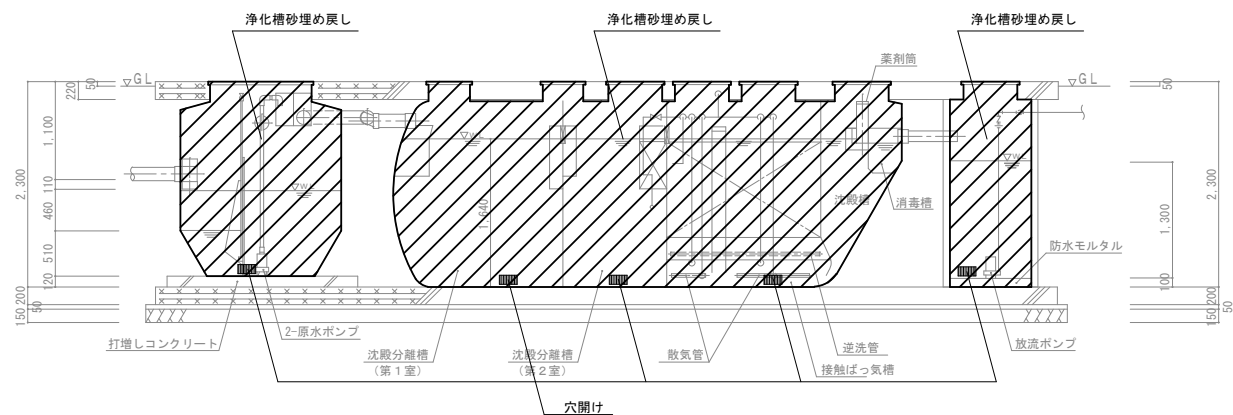 浄化槽砂埋め戻し
浄化槽砂埋め戻し
浄化槽砂埋め戻し
薬剤筒
GL
GL
50
220
1,100
2,300
110
460
510
120
200
50
150
WL
1,640
沈殿槽
消毒槽
50
2,300
1,300
防水モルタル
100
200
50
150
打増しコンクリート
2-原水ポンプ
沈殿分離槽
(第1室)
沈殿分離槽
(第2室)
散気管
逆洗管
接触ばっ気槽
放流ポンプ
穴開け